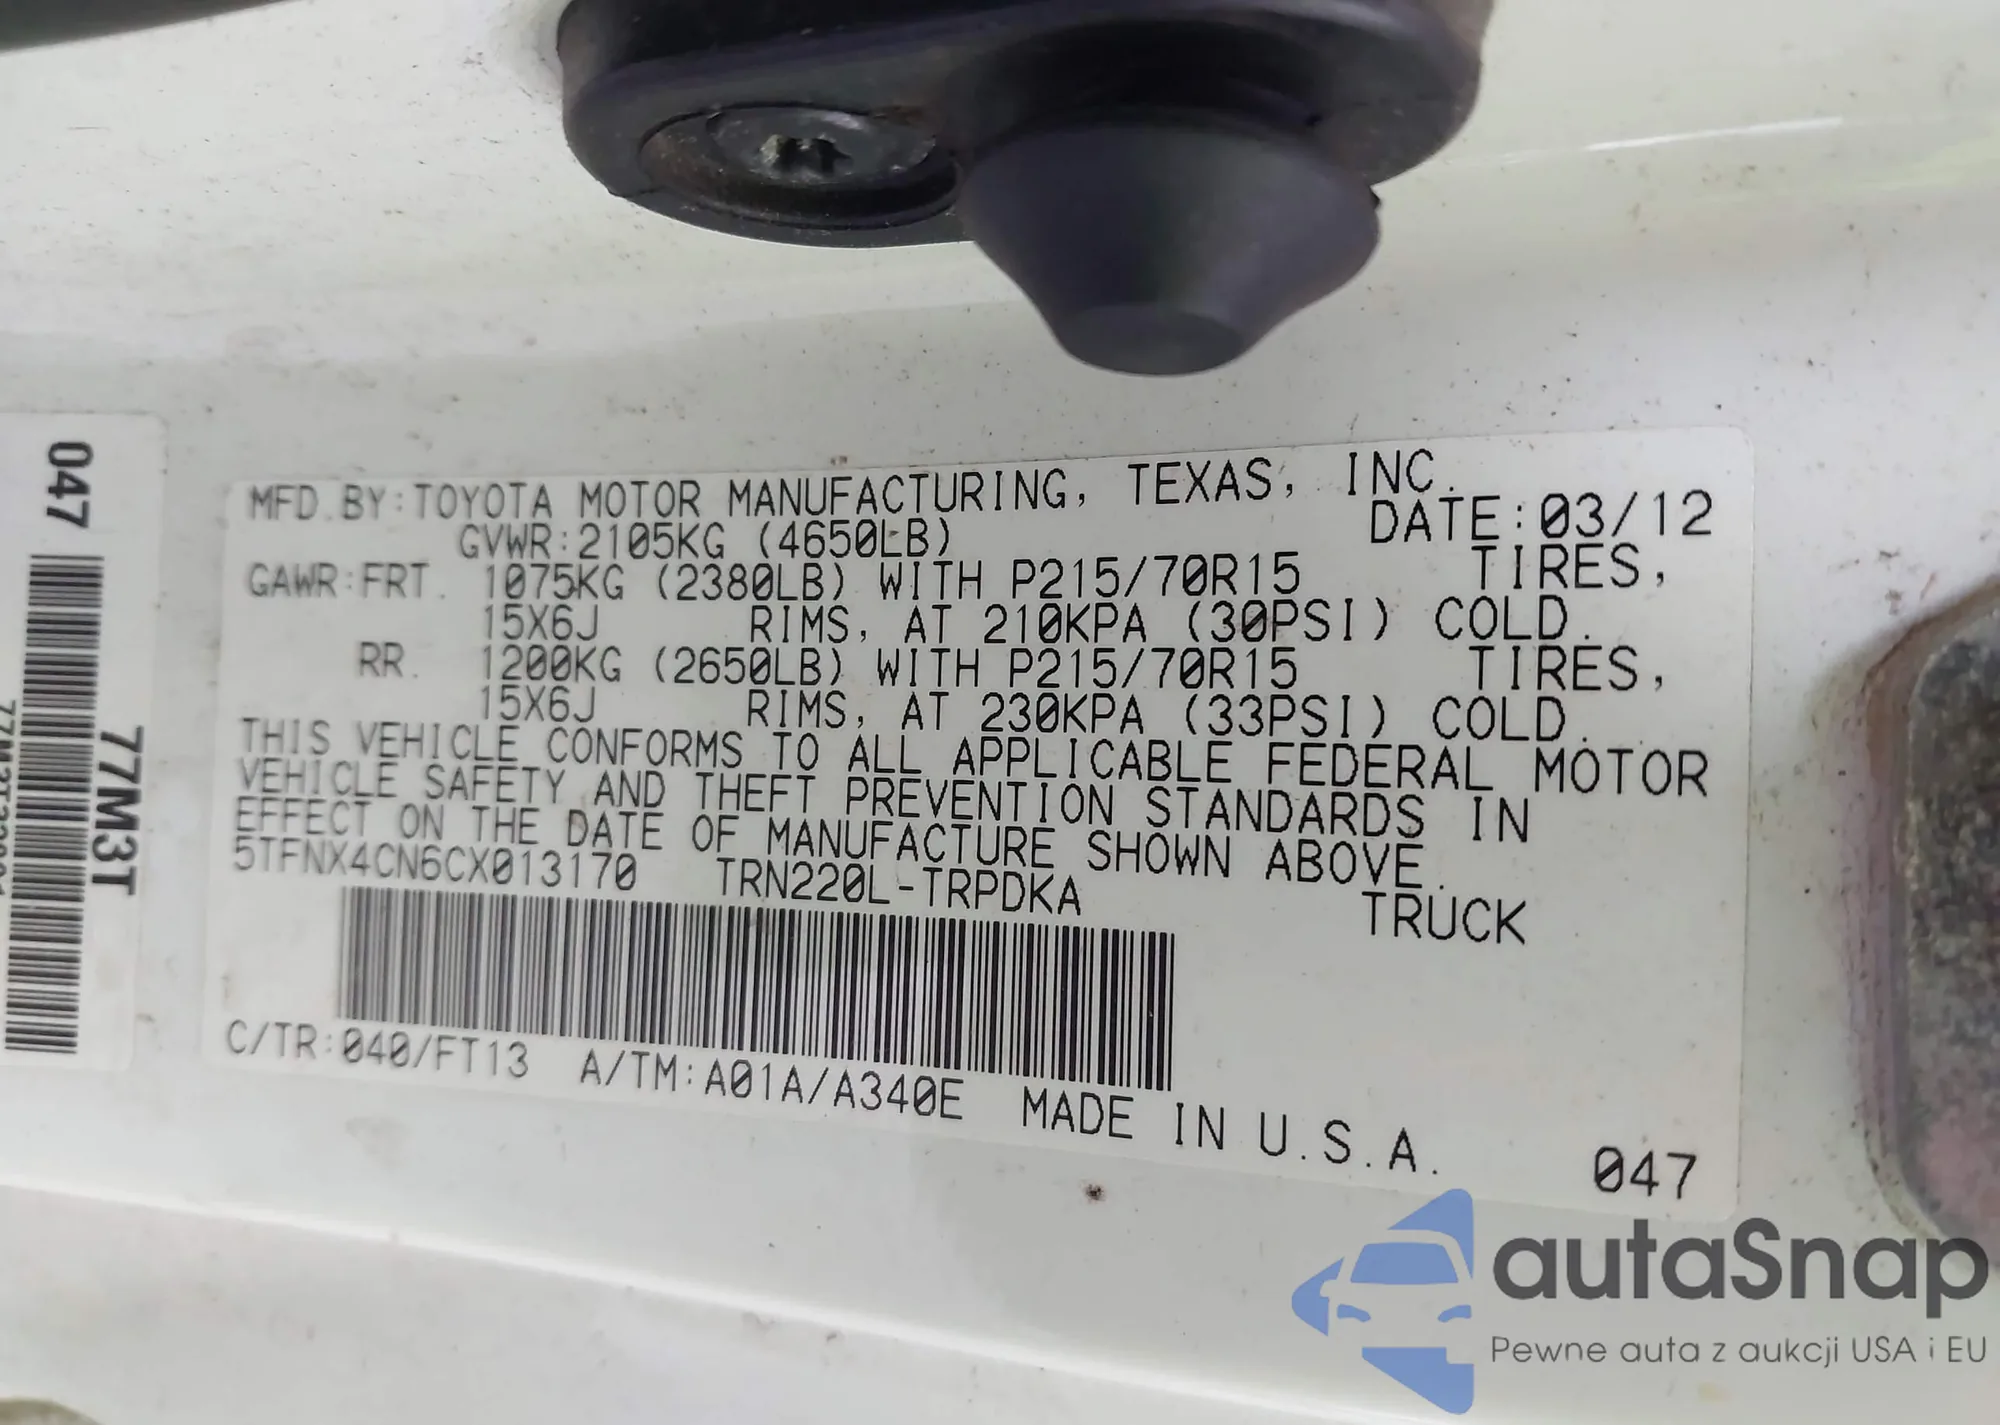 MFD. BY: TOYOTA MOTOR MANUFACTURING, TEXAS, INC.
GVWR: 2105KG (4650LB) DATE: 03/12
GAWR: FRT. 1075KG (2380LB) WITH P215/70R15 TIRES,
15X6J RIMS, AT 210KPA (30PSI) COLD.
RR. 1200KG (2650LB) WITH P215/70R15 TIRES,
15X6J RIMS, AT 230KPA (33PSI) COLD.
THIS VEHICLE CONFORMS TO ALL APPLICABLE FEDERAL MOTOR
VEHICLE SAFETY AND THEFT PREVENTION STANDARDS IN
EFFECT ON THE DATE OF MANUFACTURE SHOWN ABOVE.
5TFNX4CN6CX013170 TRN220L-TRPDKA TRUCK
C/TR: 040/FT13 A/TM: A01A/A340E MADE IN U.S.A.
047
047
77M3T
autaSnap
Pewne auta z aukcji USA i EU